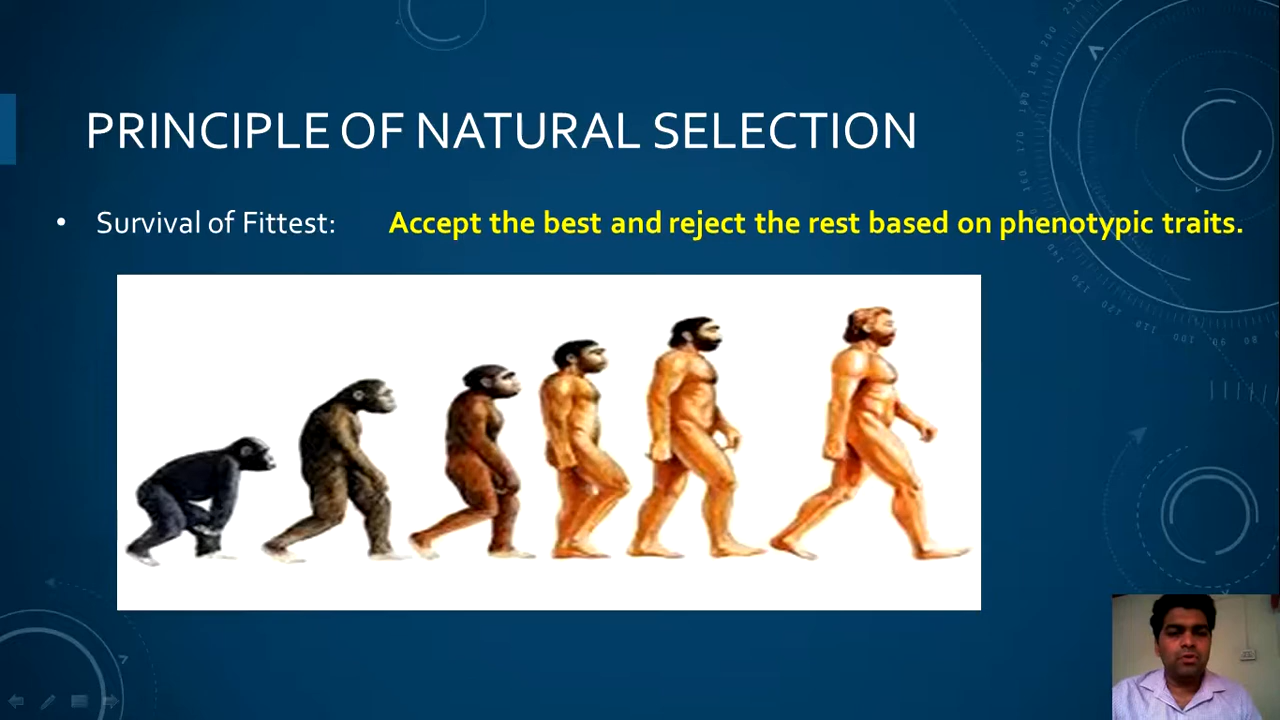 PRINCIPLE OF NATURAL SELECTION
• Survival of Fittest: Accept the best and reject the rest based on phenotypic traits.